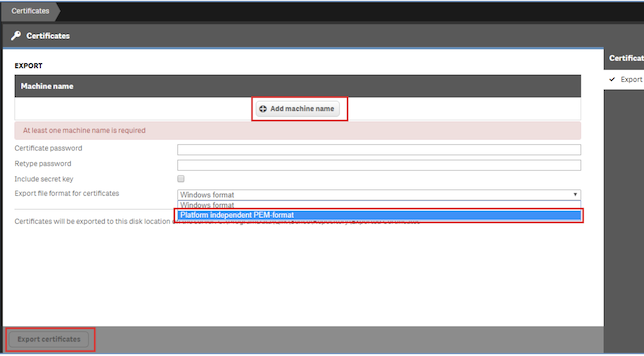 Certificates
Certificates
EXPORT
Machine name
Add machine name
At least one machine name is required
Certificate password
Retype password
Include secret key
Export file format for certificates
Windows format
Windows format
Platform independent PEM-format
Certificates will be exported to this disk location
Export certificates
Certificat
Export